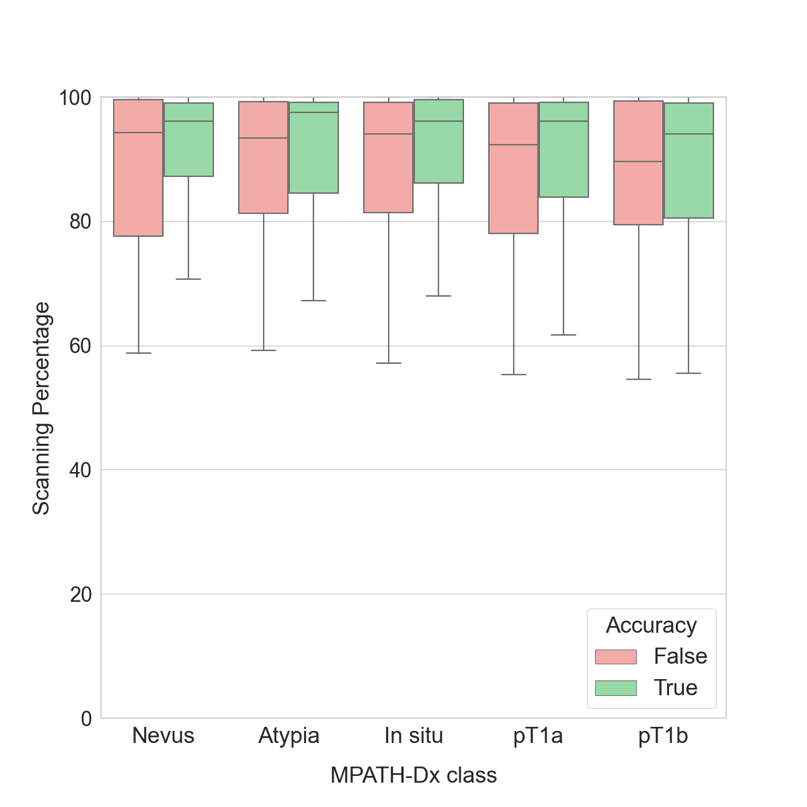 100
80
60
40
20
0
Scanning Percentage
Accuracy
False
True
Nevus Atypia In situ pT1a pT1b
MPATH-Dx class